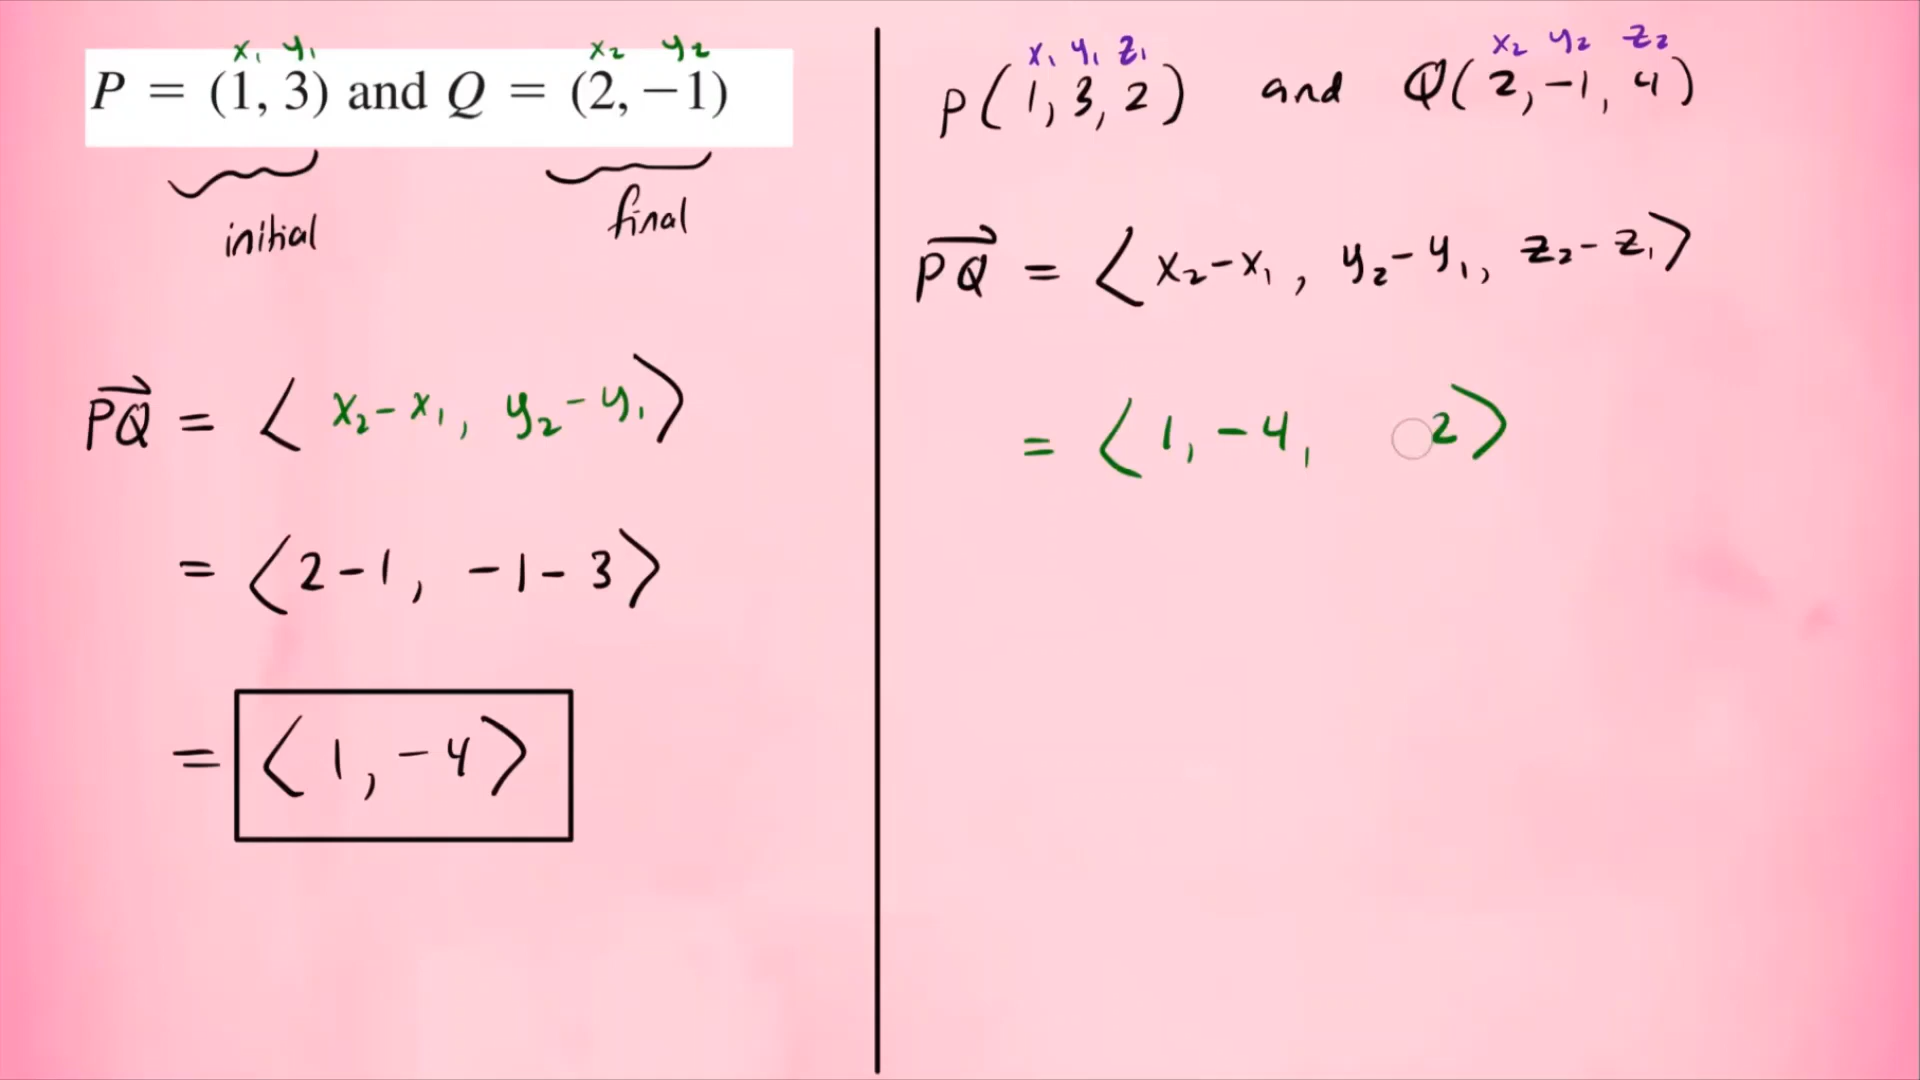 x₁ y₁ x₂ y₂
P = (1, 3) and Q = (2, −1)
initial
final
PQ⃗ = ⟨ x₂ − x₁, y₂ − y₁ ⟩
= ⟨ 2 − 1, −1 − 3 ⟩
= ⟨ 1, −4 ⟩
x₁ y₁ z₁ x₂ y₂ z₂
P(1, 3, 2) and Q(2, −1, 4)
PQ⃗ = ⟨ x₂ − x₁, y₂ − y₁, z₂ − z₁ ⟩
= ⟨ 1, −4, 2 ⟩